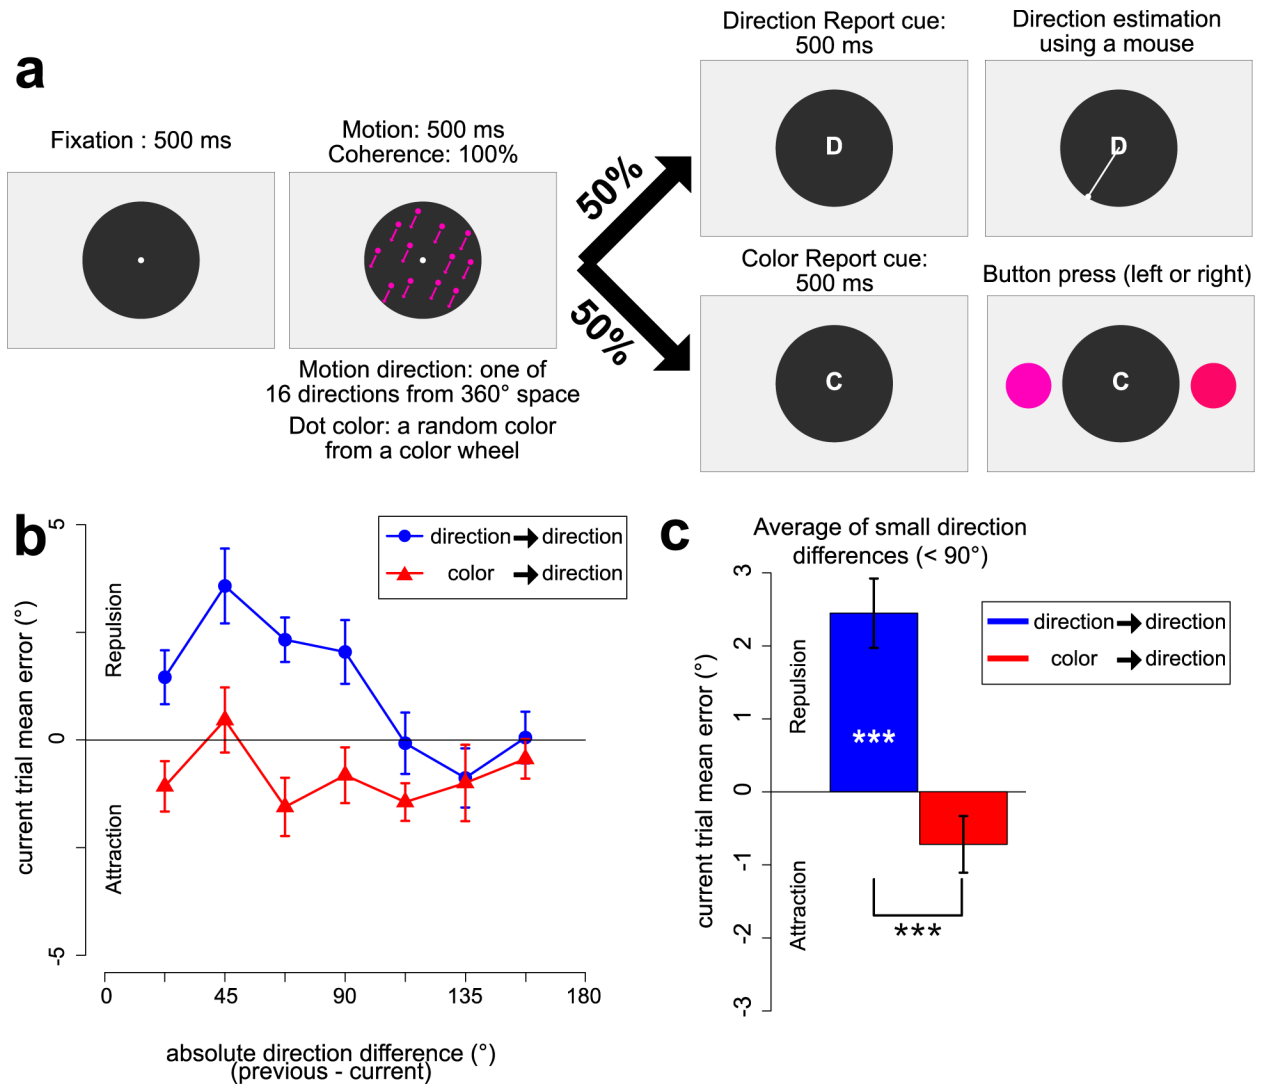 a
Fixation : 500 ms
Motion: 500 ms
Coherence: 100%
Motion direction: one of
16 directions from 360° space
Dot color: a random color
from a color wheel
50%
50%
Direction Report cue:
500 ms
D
Direction estimation
using a mouse
D
Color Report cue:
500 ms
C
Button press (left or right)
C
b
direction direction
color direction
current trial mean error (°)
Repulsion
Attraction
5
0
-5
0 45 90 135 180
absolute direction difference (°)
(previous - current)
c
Average of small direction
differences (< 90°)
direction direction
color direction
current trial mean error (°)
Repulsion
Attraction
3
2
1
0
-1
-2
-3
***
***